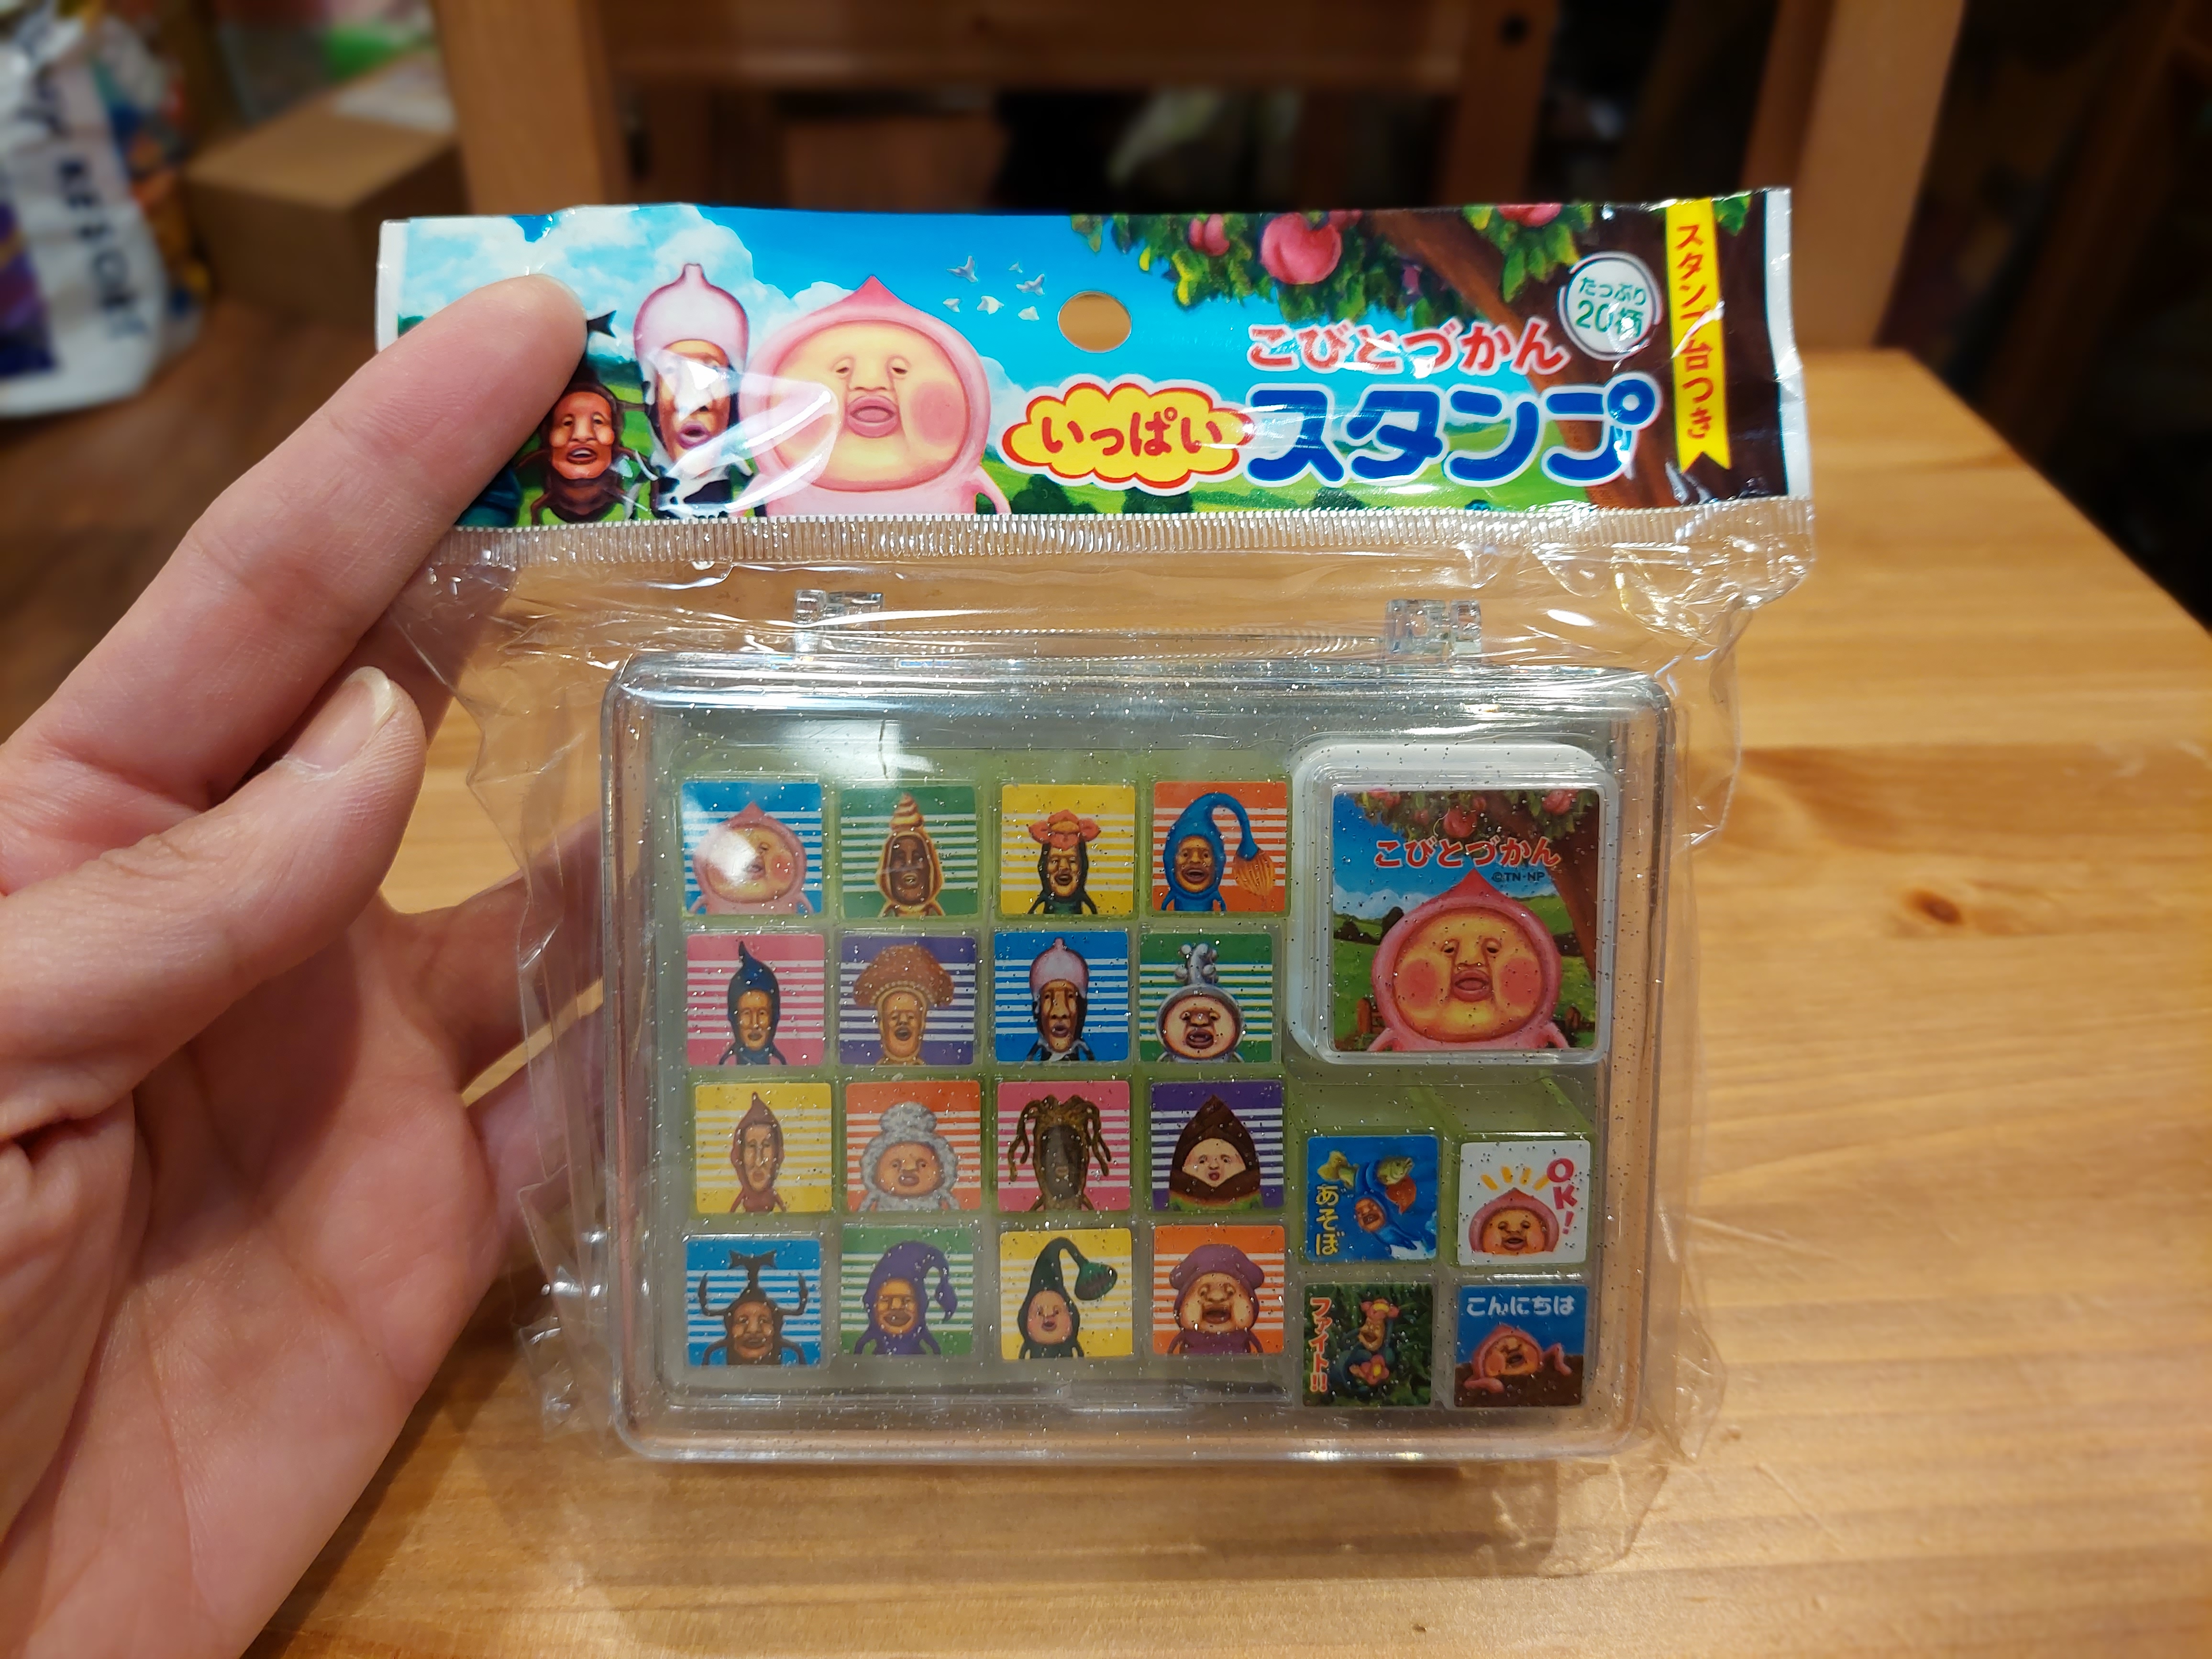 こびとづかん
いっぱい
スタンプ
たっぷり
20柄
スタンプ台つき
こびとづかん
©TN・NP
あそぼ
OK!
ファイト!!
こんにちは